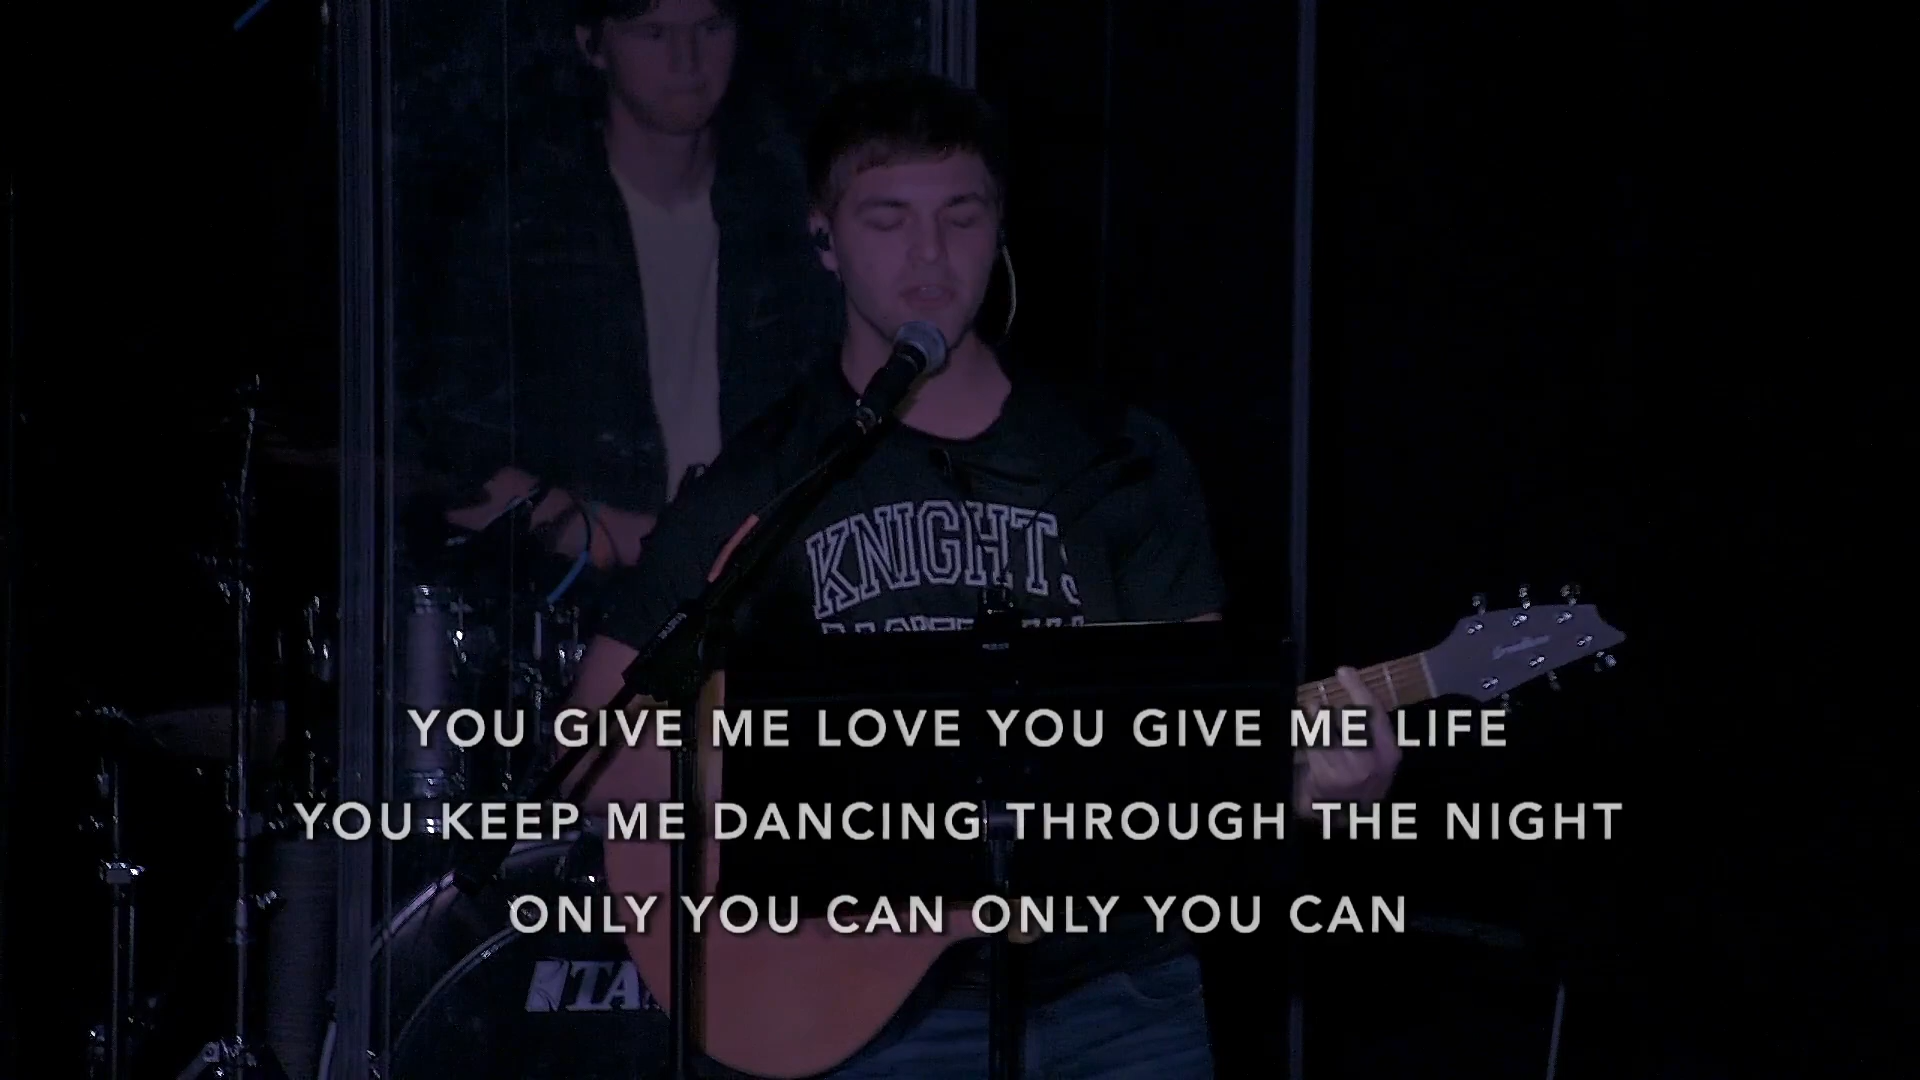 KNIGHTS
YOU GIVE ME LOVE YOU GIVE ME LIFE
YOU KEEP ME DANCING THROUGH THE NIGHT
ONLY YOU CAN ONLY YOU CAN
TA